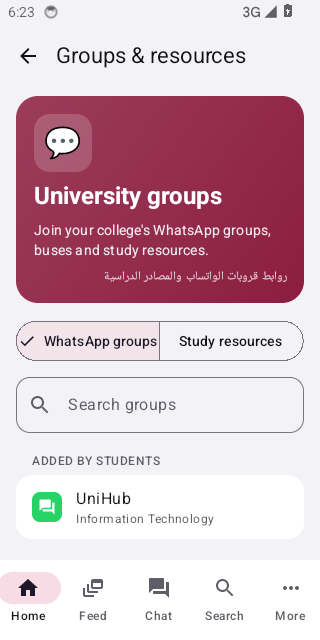 6:23
3G
Groups & resources
University groups
Join your college's WhatsApp groups,
buses and study resources.
روابط قروبات الواتساب والمصادر الدراسية
WhatsApp groups
Study resources
Search groups
ADDED BY STUDENTS
UniHub
Information Technology
Home
Feed
Chat
Search
More